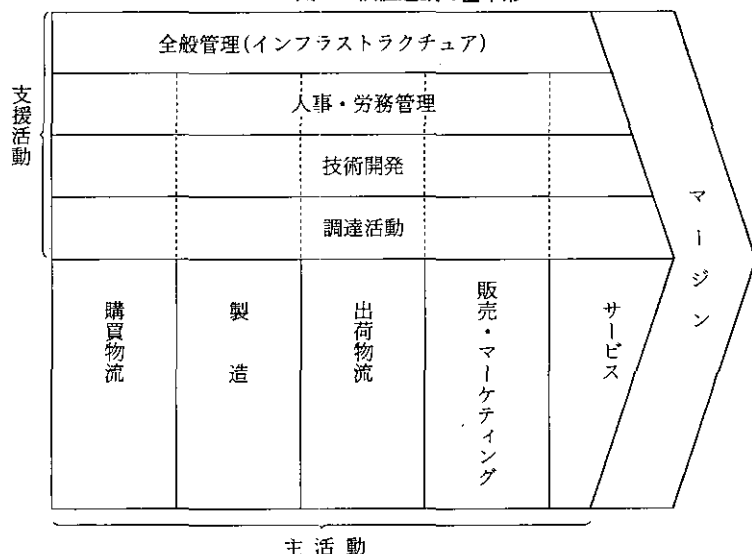 全般管理(インフラストラクチュア)
支援活動
人事・労務管理
技術開発
調達活動
マージン
購買物流
製造
出荷物流
販売・マーケティング
サービス
主活動